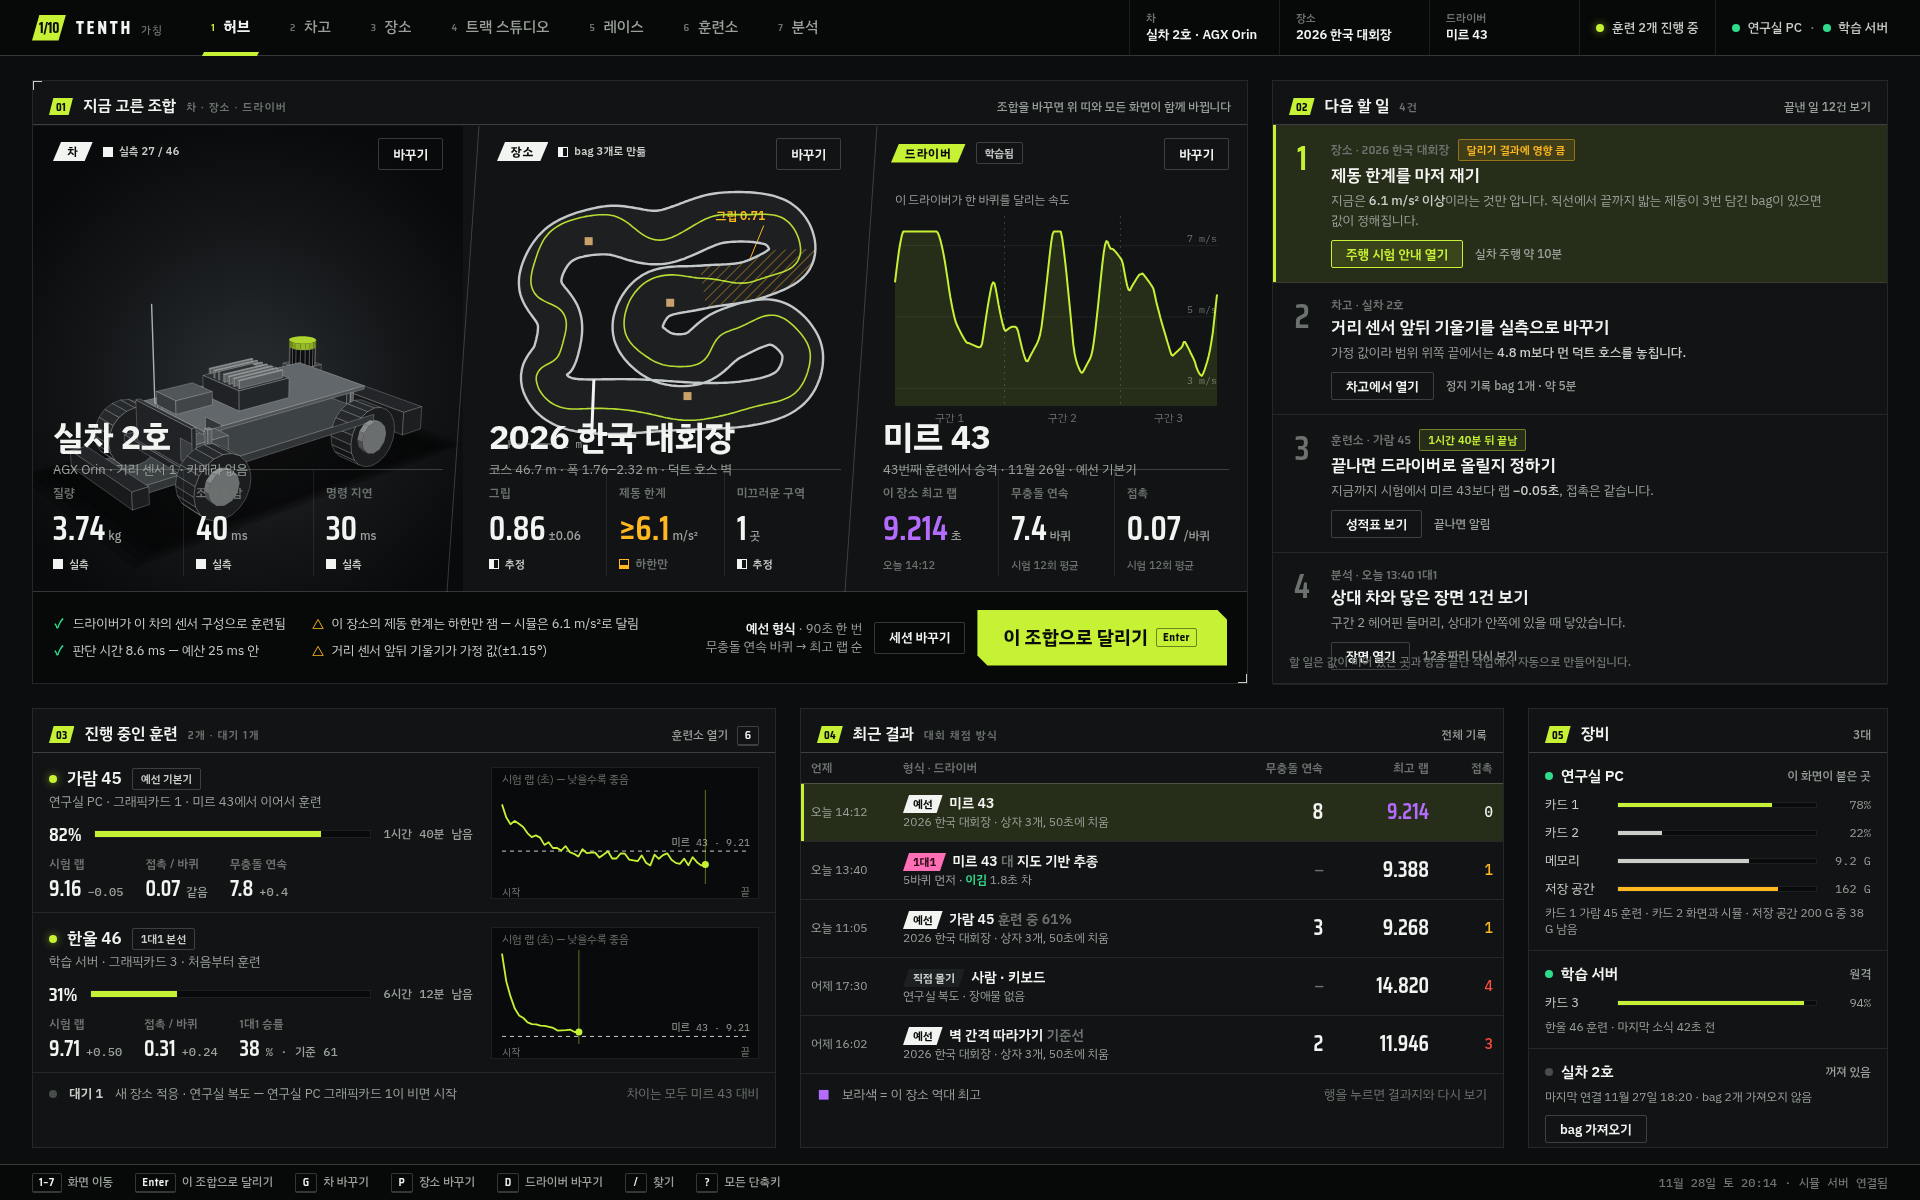 1/10 TENTH 가칭
1 허브
2 차고
3 장소
4 트랙 스튜디오
5 레이스
6 훈련소
7 분석
차
실차 2호 · AGX Orin
장소
2026 한국 대회장
드라이버
미르 43
훈련 2개 진행 중
연구실 PC · 학습 서버
01 지금 고른 조합 차 · 장소 · 드라이버
조합을 바꾸면 위 띠와 모든 화면이 함께 바뀝니다
차 실측 27 / 46
바꾸기
실차 2호
AGX Orin · 거리 센서 1 · 카메라 없음
질량
3.74 kg
실측
40 ms
실측
명령 지연
30 ms
실측
장소 bag 3개로 만듦
바꾸기
그립 0.71
2026 한국 대회장
코스 46.7 m · 폭 1.76–2.32 m · 덕트 호스 벽
그립
0.86 ±0.06
추정
제동 한계
≥6.1 m/s²
하한만
미끄러운 구역
1 곳
추정
드라이버 학습됨
바꾸기
이 드라이버가 한 바퀴를 달리는 속도
7 m/s
5 m/s
3 m/s
구간 1
구간 2
구간 3
미르 43
43번째 훈련에서 승격 · 11월 26일 · 예선 기본기
이 장소 최고 랩
9.214 초
오늘 14:12
무충돌 연속
7.4 바퀴
시험 12회 평균
접촉
0.07 /바퀴
시험 12회 평균
✓ 드라이버가 이 차의 센서 구성으로 훈련됨
✓ 판단 시간 8.6 ms — 예산 25 ms 안
△ 이 장소의 제동 한계는 하한만 잼 — 시뮬은 6.1 m/s²로 달림
△ 거리 센서 앞뒤 기울기가 가정 값(±1.15°)
예선 형식 · 90초 한 번
무충돌 연속 바퀴 → 최고 랩 순
세션 바꾸기
이 조합으로 달리기 Enter
02 다음 할 일 4건
끝낸 일 12건 보기
1
장소 · 2026 한국 대회장 달리기 결과에 영향 큼
제동 한계를 마저 재기
지금은 6.1 m/s² 이상이라는 것만 압니다. 직선에서 끝까지 밟는 제동이 3번 담긴 bag이 있으면
값이 정해집니다.
주행 시험 안내 열기 실차 주행 약 10분
2
차고 · 실차 2호
거리 센서 앞뒤 기울기를 실측으로 바꾸기
가정 값이라 범위 위쪽 끝에서는 4.8 m보다 먼 덕트 호스를 놓칩니다.
차고에서 열기 정지 기록 bag 1개 · 약 5분
3
훈련소 · 가람 45 1시간 40분 뒤 끝남
끝나면 드라이버로 올릴지 정하기
지금까지 시험에서 미르 43보다 랩 −0.05초, 접촉은 같습니다.
성적표 보기 끝나면 알림
4
분석 · 오늘 13:40 1대1
상대 차와 닿은 장면 1건 보기
구간 2 헤어핀 들머리, 상대가 안쪽에 있을 때 닿았습니다.
장면 열기 12초짜리 다시 보기
03 진행 중인 훈련 2개 · 대기 1개
훈련소 열기 6
가람 45 예선 기본기
연구실 PC · 그래픽카드 1 · 미르 43에서 이어서 훈련
82% 1시간 40분 남음
시험 랩
9.16 −0.05
접촉 / 바퀴
0.07 같음
무충돌 연속
7.8 +0.4
시험 랩 (초) — 낮을수록 좋음
미르 43 · 9.21
시작
끝
한울 46 1대1 본선
학습 서버 · 그래픽카드 3 · 처음부터 훈련
31% 6시간 12분 남음
시험 랩
9.71 +0.50
접촉 / 바퀴
0.31 +0.24
1대1 승률
38 % · 기준 61
시험 랩 (초) — 낮을수록 좋음
미르 43 · 9.21
시작
끝
대기 1 새 장소 적응 · 연구실 복도 — 연구실 PC 그래픽카드 1이 비면 시작
차이는 모두 미르 43 대비
04 최근 결과 대회 채점 방식
전체 기록
언제 형식 · 드라이버 무충돌 연속 최고 랩 접촉
오늘 14:12 예선 미르 43 8 9.214 0
2026 한국 대회장 · 상자 3개, 50초에 치움
오늘 13:40 1대1 미르 43 대 지도 기반 추종 – 9.388 1
5바퀴 먼저 · 이김 1.8초 차
오늘 11:05 예선 가람 45 훈련 중 61% 3 9.268 1
2026 한국 대회장 · 상자 3개, 50초에 치움
어제 17:30 직접 몰기 사람 · 키보드 – 14.820 4
연구실 복도 · 장애물 없음
어제 16:02 예선 벽 간격 따라가기 기준선 2 11.946 3
2026 한국 대회장 · 상자 3개, 50초에 치움
보라색 = 이 장소 역대 최고
행을 누르면 결과지와 다시 보기
05 장비
3대
연구실 PC 이 화면이 붙은 곳
카드 1 78%
카드 2 22%
메모리 9.2 G
저장 공간 162 G
카드 1 가람 45 훈련 · 카드 2 화면과 시뮬 · 저장 공간 200 G 중 38
G 남음
학습 서버 원격
카드 3 94%
한울 46 훈련 · 마지막 소식 42초 전
실차 2호 꺼져 있음
마지막 연결 11월 27일 18:20 · bag 2개 가져오지 않음
bag 가져오기
1–7 화면 이동
Enter 이 조합으로 달리기
G 차 바꾸기
P 장소 바꾸기
D 드라이버 바꾸기
/ 찾기
? 모든 단축키
11월 28일 토 20:14 · 시뮬 서버 연결됨